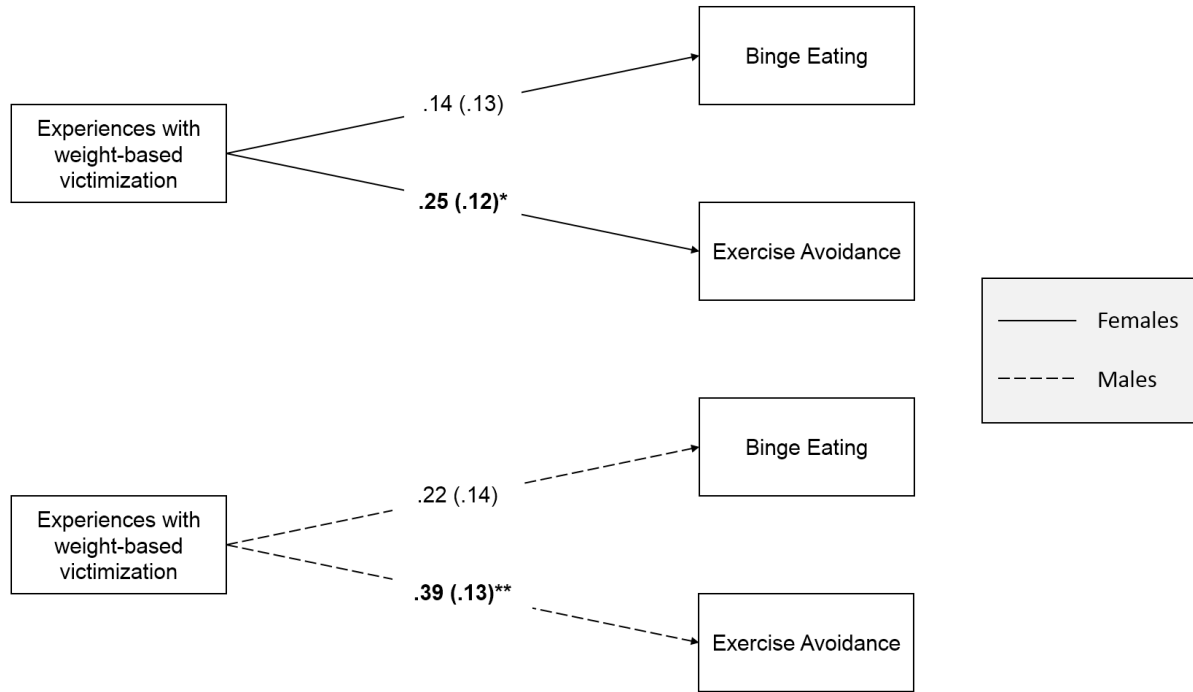 Binge Eating
.14 (.13)
Experiences with
weight-based
victimization
.25 (.12)*
Exercise Avoidance
Females
Males
Binge Eating
.22 (.14)
Experiences with
weight-based
victimization
.39 (.13)**
Exercise Avoidance